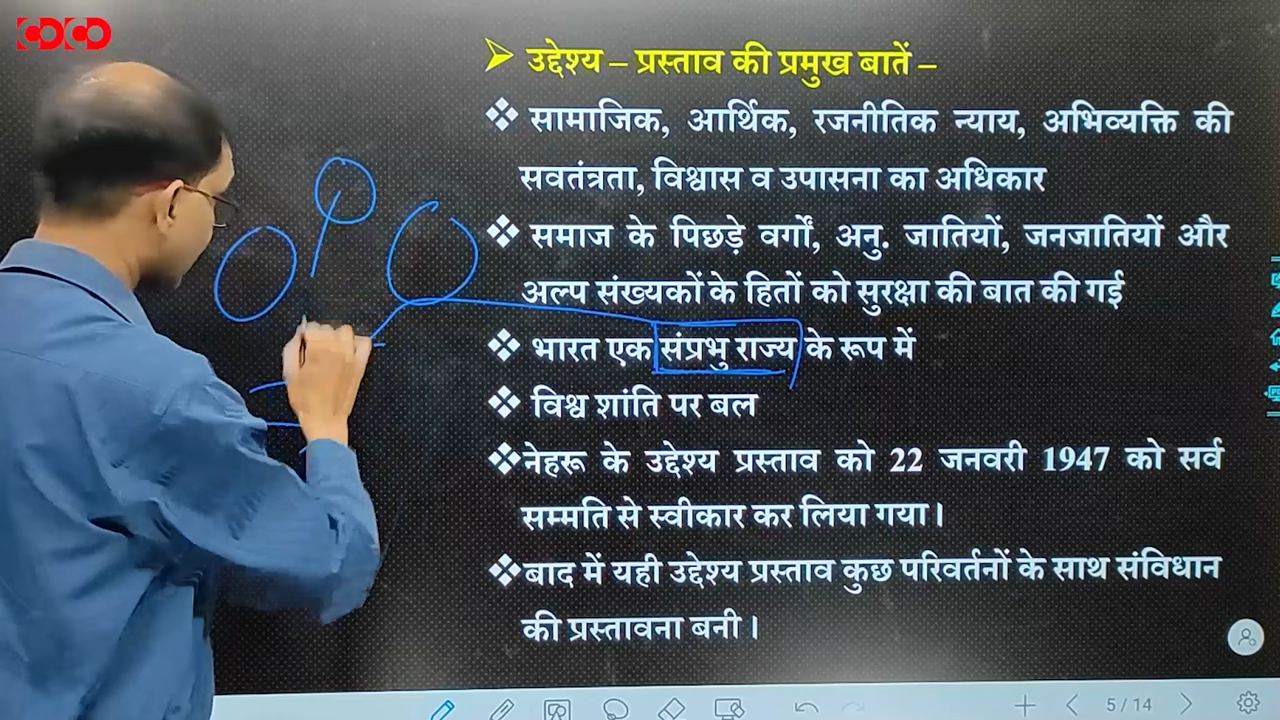 COCO
उद्देश्य – प्रस्ताव की प्रमुख बातें –
सामाजिक, आर्थिक, रजनीतिक न्याय, अभिव्यक्ति की
सवतंत्रता, विश्वास व उपासना का अधिकार
समाज के पिछड़े वर्गों, अनु. जातियों, जनजातियों और
अल्प संख्यकों के हितों को सुरक्षा की बात की गई
भारत एक संप्रभु राज्य के रूप में
विश्व शांति पर बल
नेहरू के उद्देश्य प्रस्ताव को 22 जनवरी 1947 को सर्व
सम्मति से स्वीकार कर लिया गया।
बाद में यही उद्देश्य प्रस्ताव कुछ परिवर्तनों के साथ संविधान
की प्रस्तावना बनी।
5 / 14